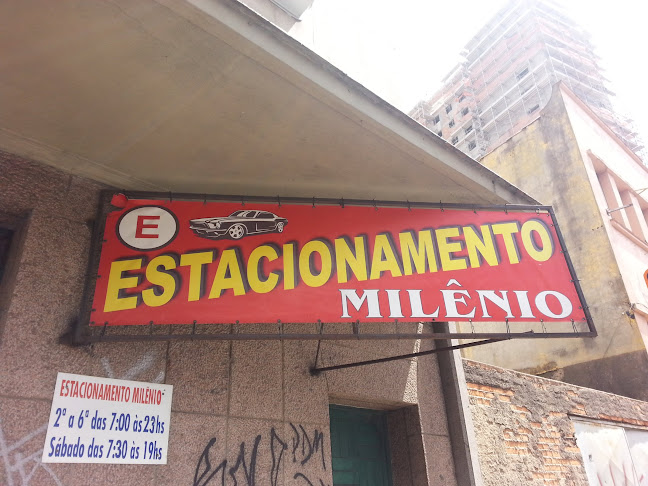 E
ESTACIONAMENTO
MILÊNIO
ESTACIONAMENTO MILÊNIO
2ª a 6ª das 7:00 às 23hs
Sábado das 7:30 às 19hs